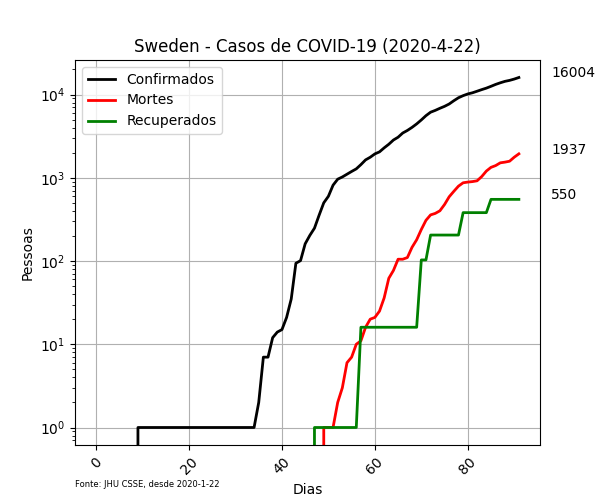 Sweden - Casos de COVID-19 (2020-4-22)
Confirmados
Mortes
Recuperados
16004
1937
550
10⁴
10³
10²
10¹
10⁰
Pessoas
0 20 40 60 80
Dias
Fonte: JHU CSSE, desde 2020-1-22